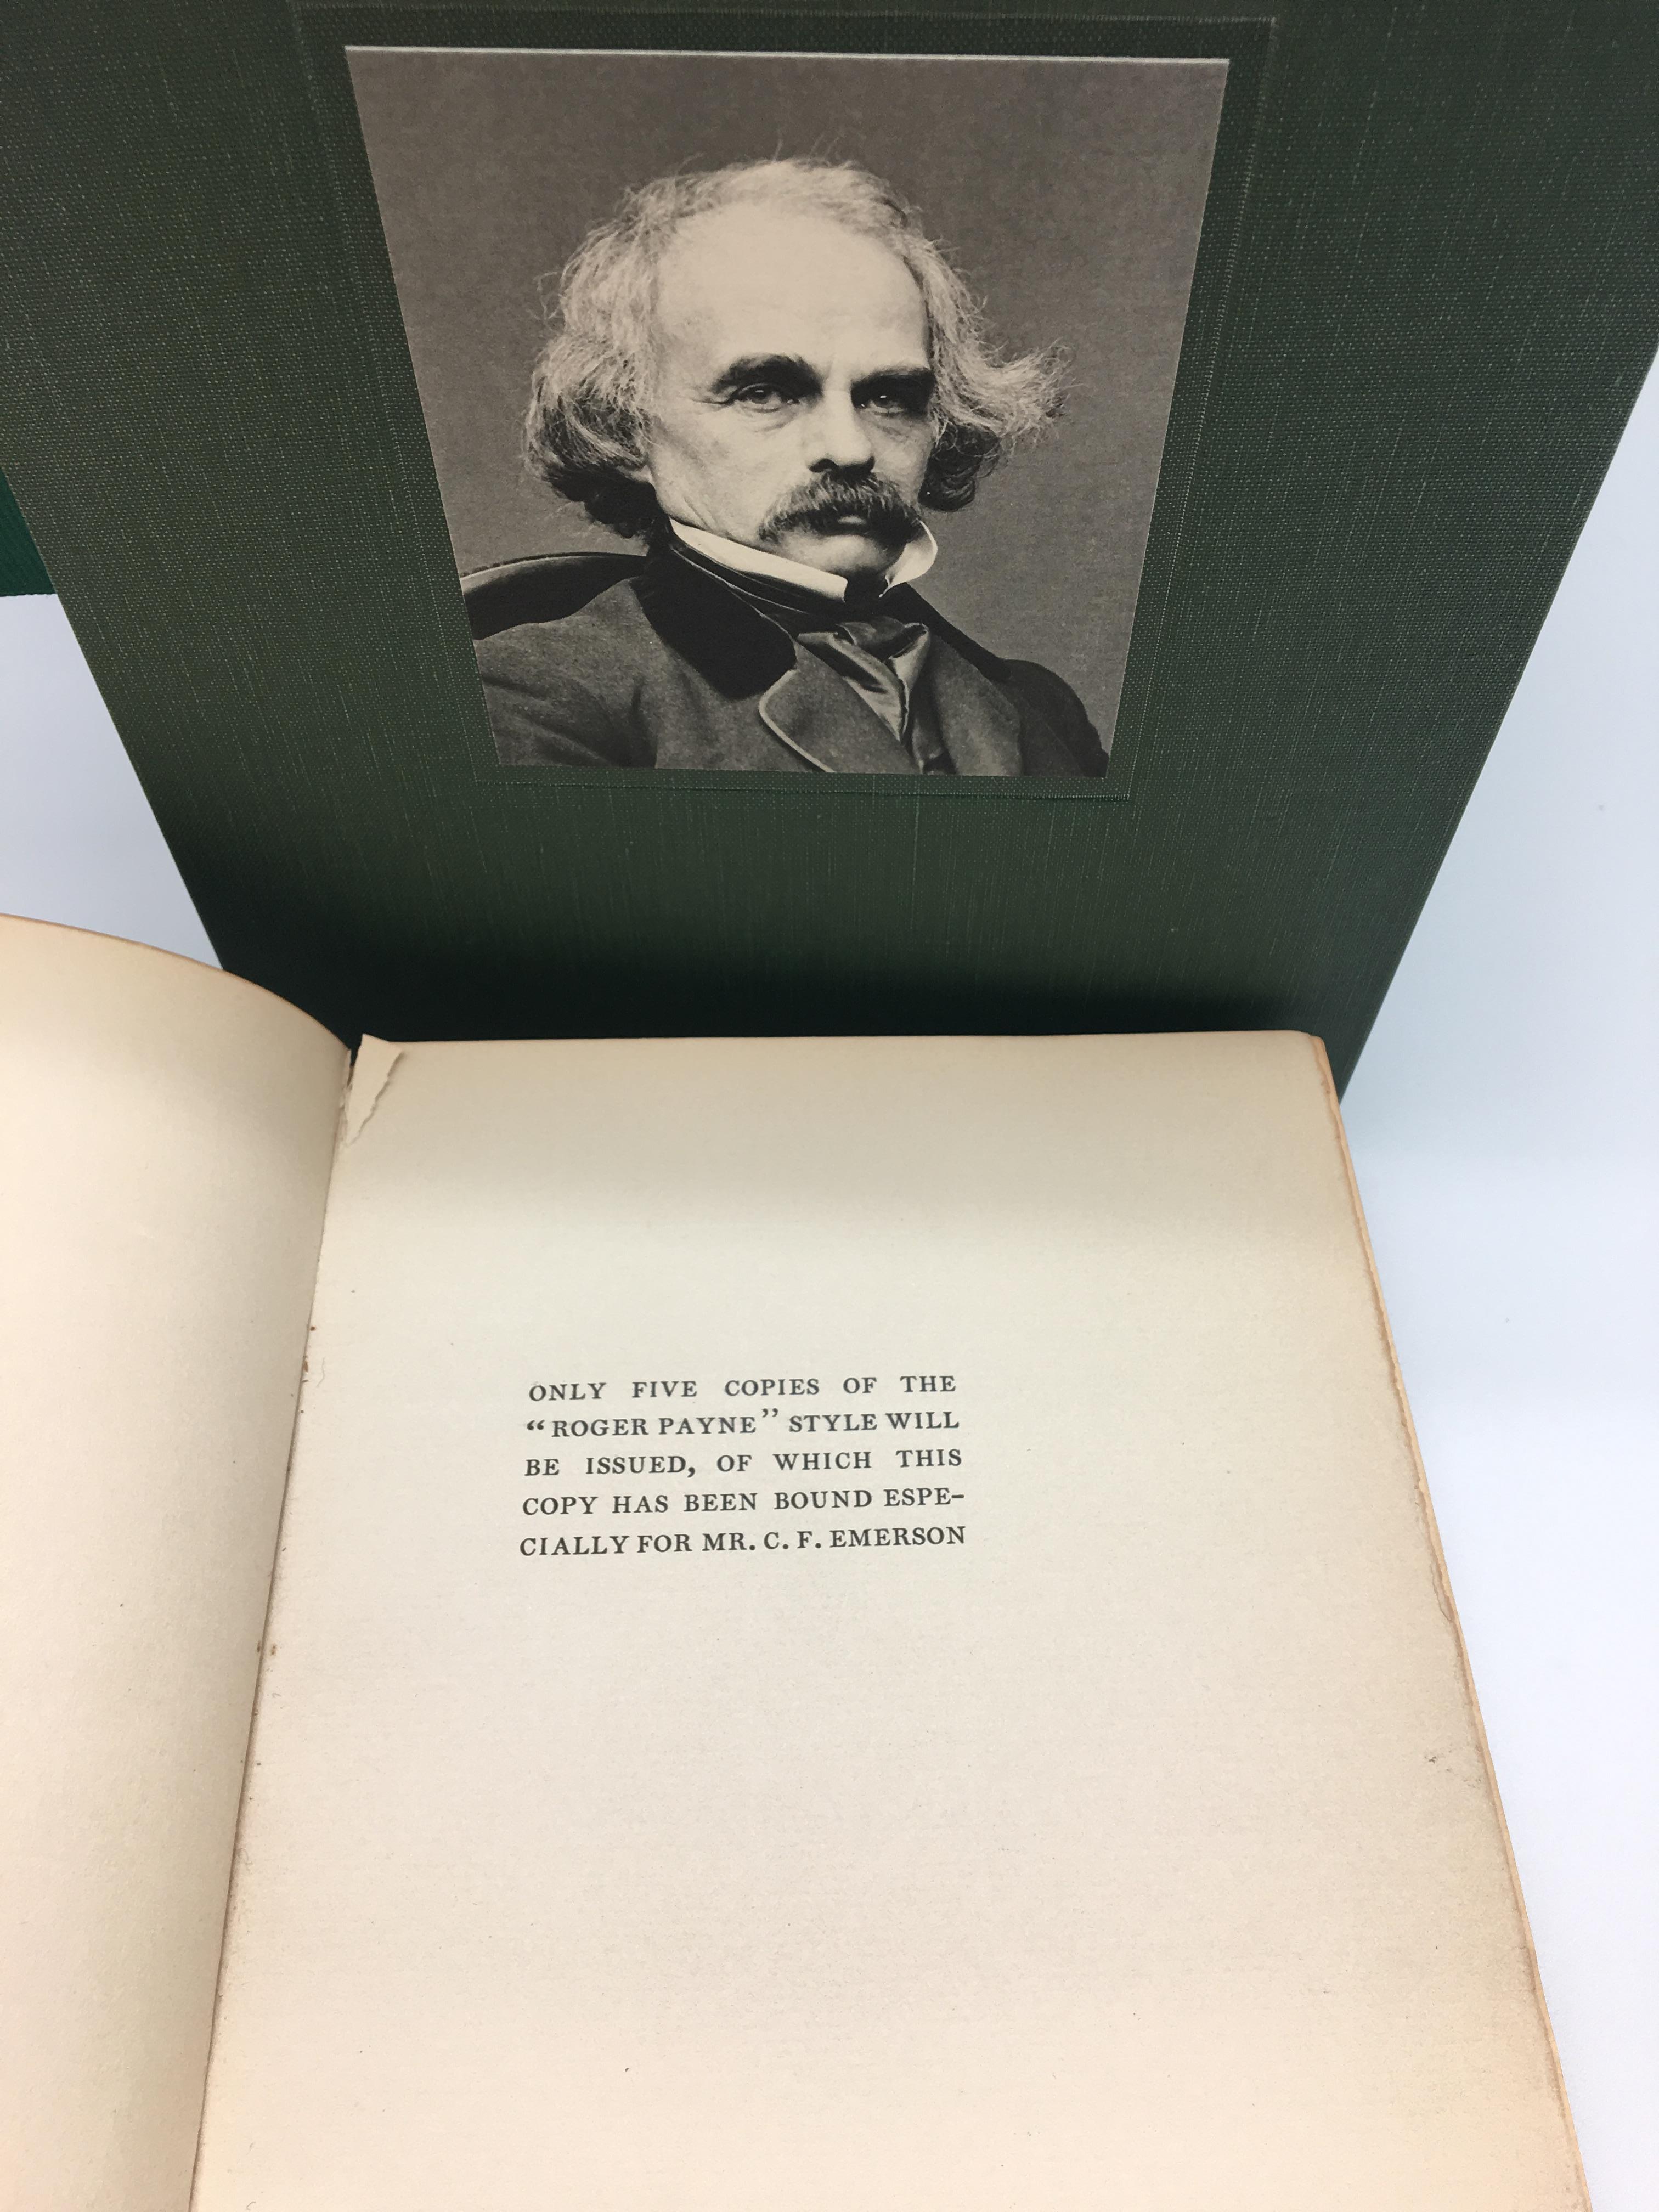 ONLY FIVE COPIES OF THE
“ROGER PAYNE” STYLE WILL
BE ISSUED, OF WHICH THIS
COPY HAS BEEN BOUND ESPE-
CIALLY FOR MR. C. F. EMERSON